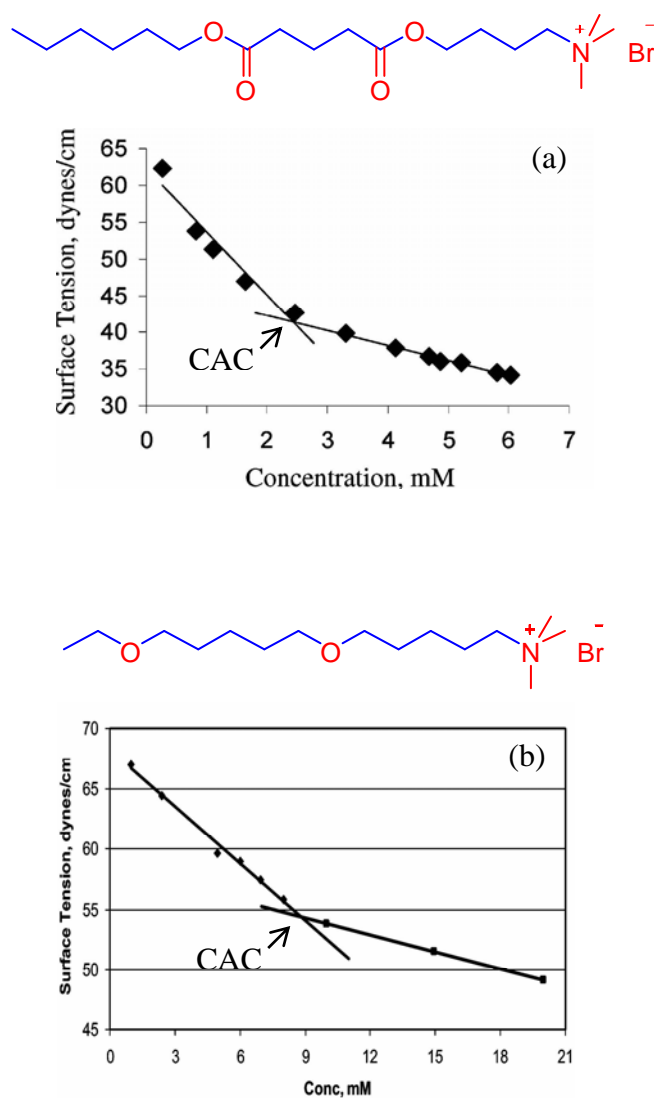 O O N + Br −
O O
(a)
Surface Tension, dynes/cm
65
60
55
50
45
40
35
30
CAC
0 1 2 3 4 5 6 7
Concentration, mM
O O N + Br −
(b)
Surface Tension, dynes/cm
70
65
60
55
50
45
CAC
0 3 6 9 12 15 18 21
Conc, mM